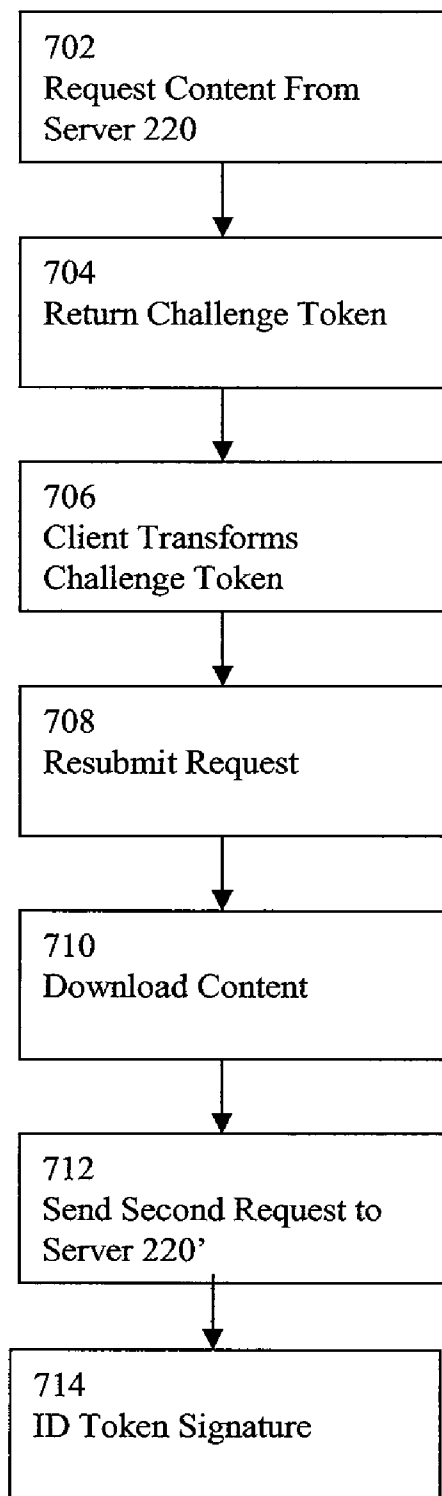 702
Request Content From
Server 220
704
Return Challenge Token
706
Client Transforms
Challenge Token
708
Resubmit Request
710
Download Content
712
Send Second Request to
Server 220’
714
ID Token Signature